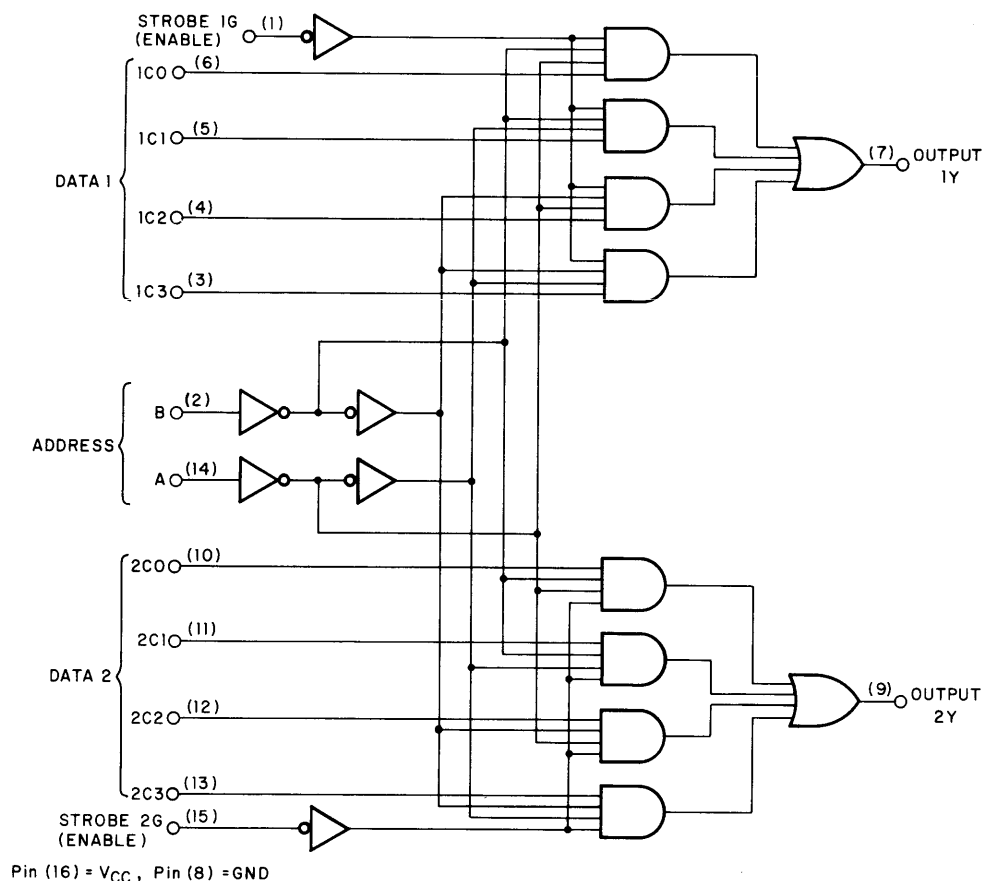 STROBE 1G (1)
(ENABLE)
1C0 (6)
1C1 (5)
DATA 1
1C2 (4)
1C3 (3)
(7) OUTPUT
1Y
B (2)
ADDRESS
A (14)
2C0 (10)
2C1 (11)
DATA 2
2C2 (12)
2C3 (13)
(9) OUTPUT
2Y
STROBE 2G (15)
(ENABLE)
Pin (16) = VCC, Pin (8) = GND